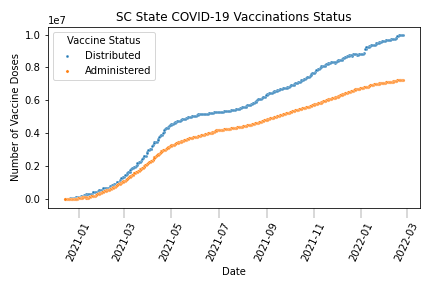 SC State COVID-19 Vaccinations Status
1e7
Vaccine Status
Distributed
Administered
Number of Vaccine Doses
1.0
0.8
0.6
0.4
0.2
0.0
2021-01
2021-03
2021-05
2021-07
2021-09
2021-11
2022-01
2022-03
Date